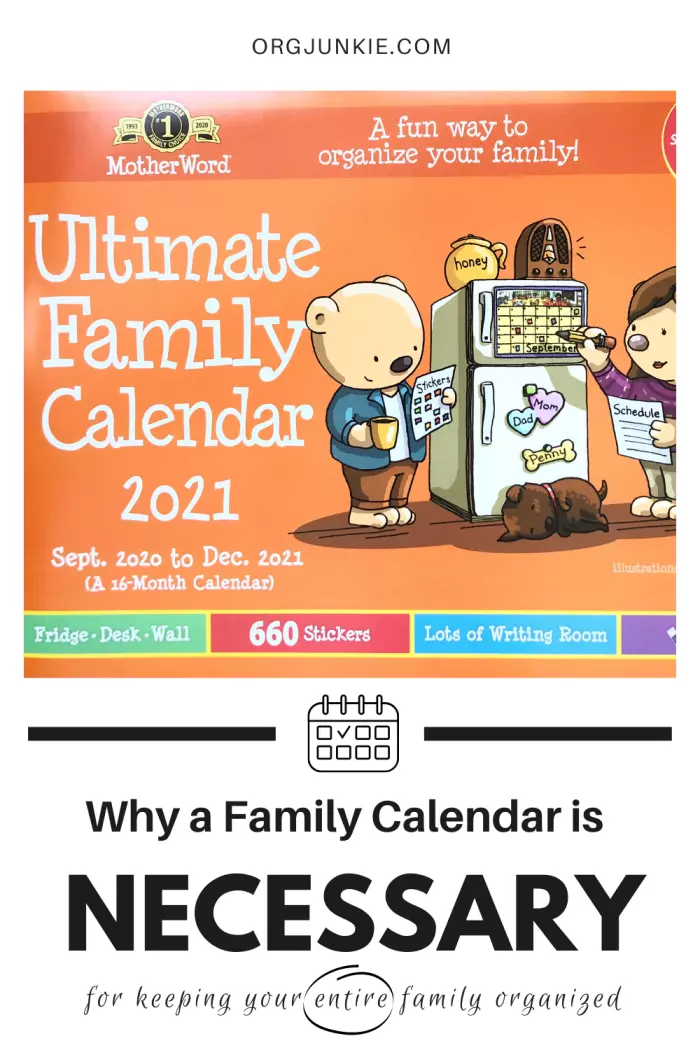 ORGJUNKIE.COM
MOTHERWORD
1993 #1 2020
FAMILY CHOICE
MotherWord
A fun way to
organize your family!
Ultimate
Family
Calendar
2021
Sept. 2020 to Dec. 2021
(A 16-Month Calendar)
honey
September
Stickers
Mom
Dad
Penny
Schedule
Fridge · Desk · Wall
660 Stickers
Lots of Writing Room
Why a Family Calendar is
NECESSARY
for keeping your entire family organized